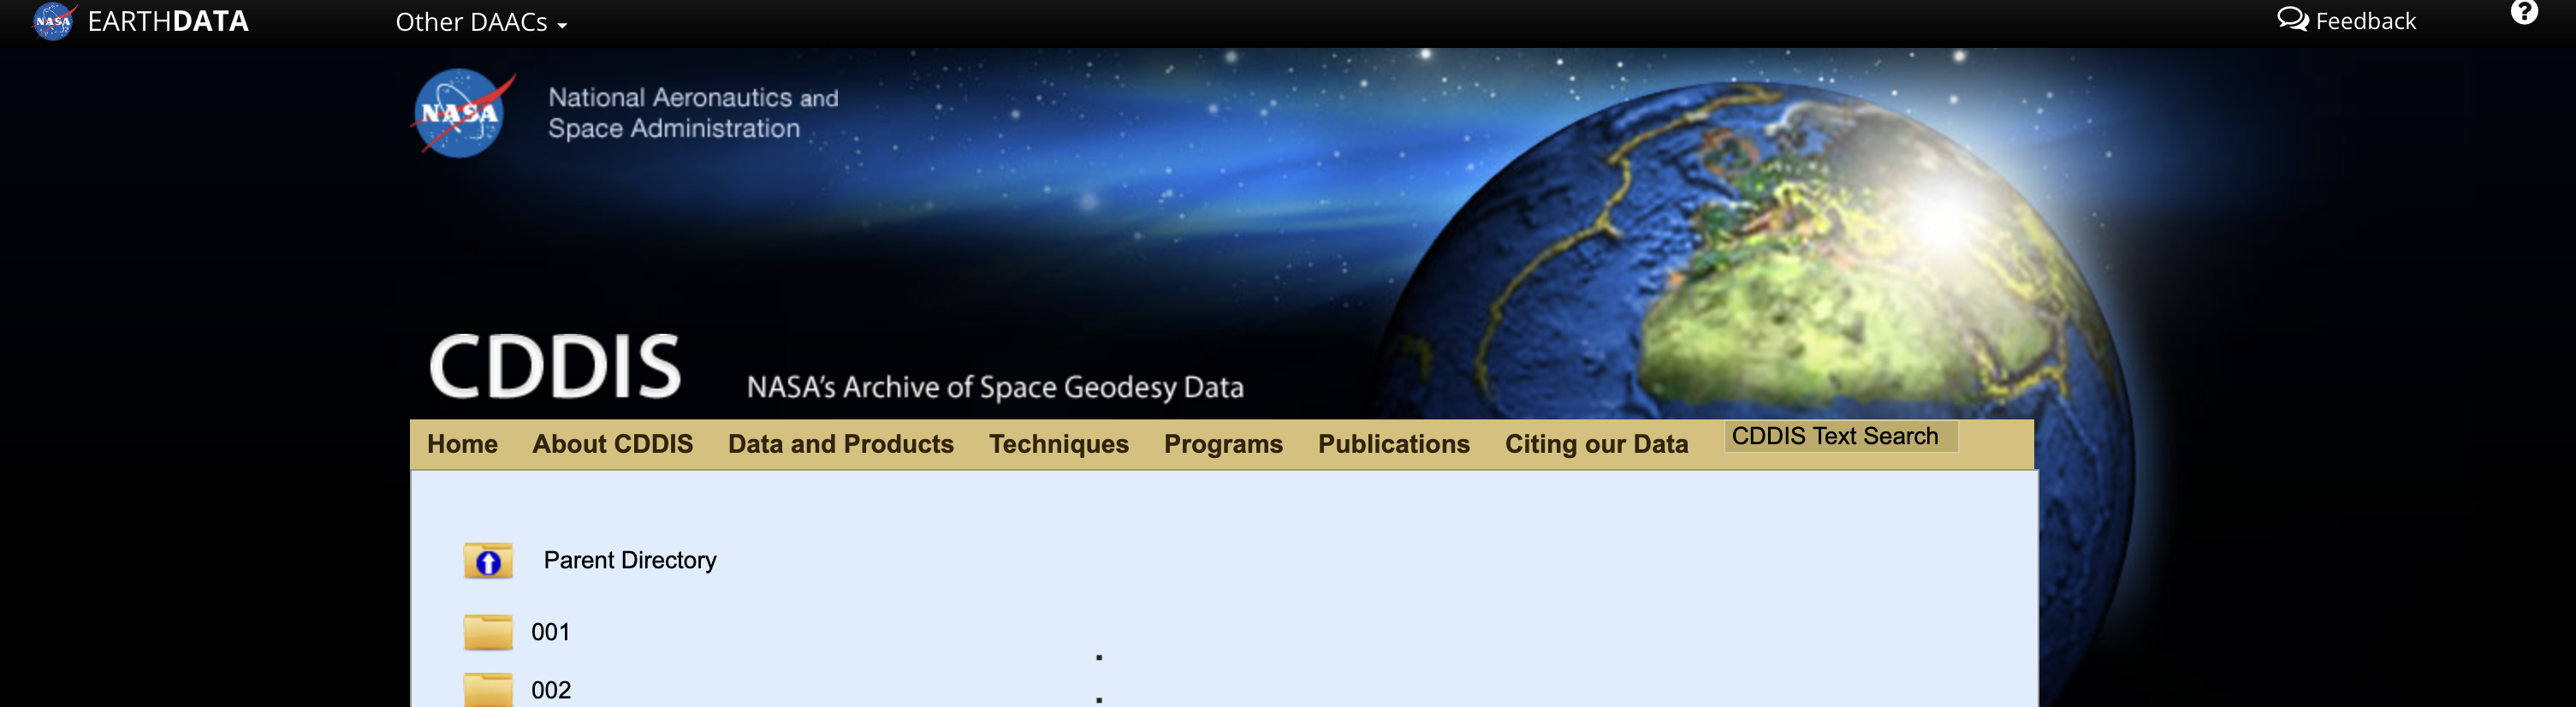 NASA EARTHDATA Other DAACs Feedback ?
NASA National Aeronautics and
Space Administration
CDDIS NASA's Archive of Space Geodesy Data
Home About CDDIS Data and Products Techniques Programs Publications Citing our Data CDDIS Text Search
Parent Directory
001
.
002
.